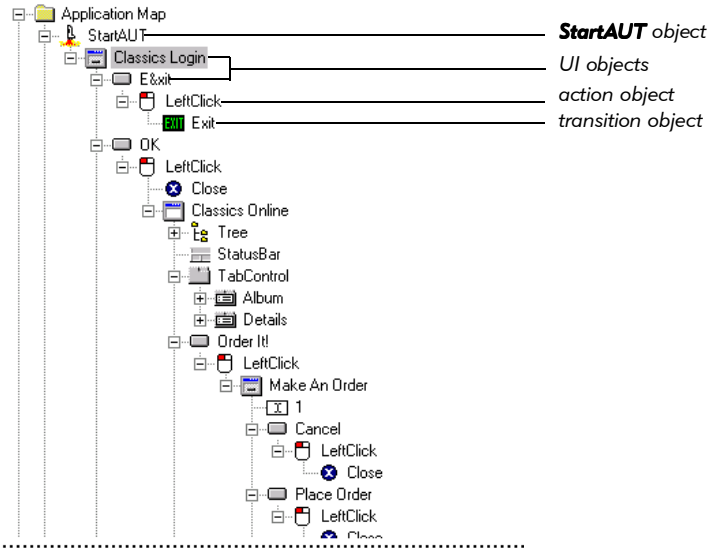 Application Map
StartAUT StartAUT object
Classics Login UI objects
E&xit
LeftClick action object
EXIT Exit transition object
OK
LeftClick
Close
Classics Online
Tree
StatusBar
TabControl
Album
Details
Order It!
LeftClick
Make An Order
1
Cancel
LeftClick
Close
Place Order
LeftClick
Close